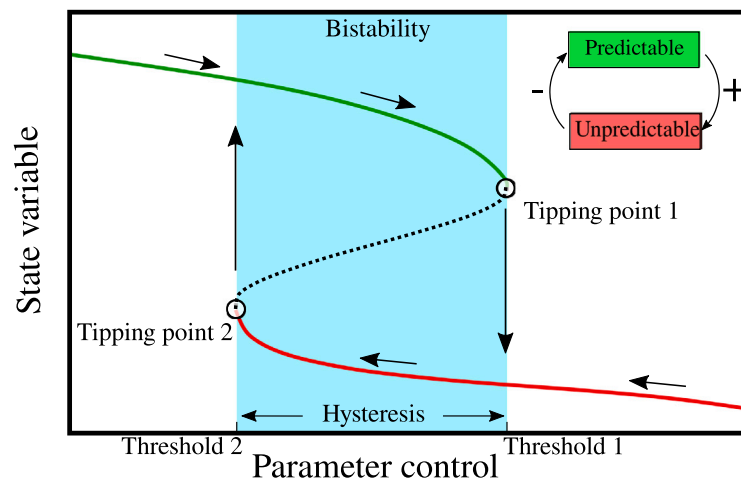 Bistability
Predictable
- +
Unpredictable
State variable
Tipping point 1
Tipping point 2
Hysteresis
Threshold 2
Threshold 1
Parameter control